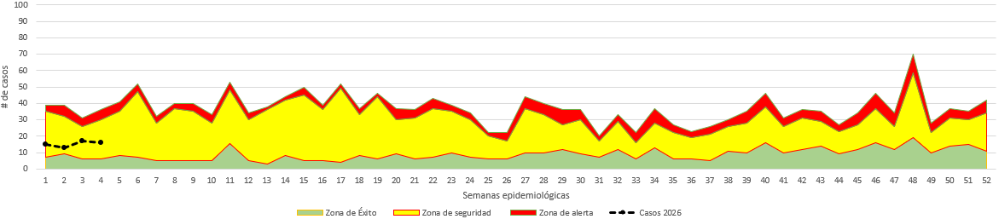 100
90
80
70
60
50
40
30
20
10
0
# de casos
1 2 3 4 5 6 7 8 9 10 11 12 13 14 15 16 17 18 19 20 21 22 23 24 25 26 27 28 29 30 31 32 33 34 35 36 37 38 39 40 41 42 43 44 45 46 47 48 49 50 51 52
Semanas epidemiológicas
Zona de Éxito Zona de seguridad Zona de alerta Casos 2026